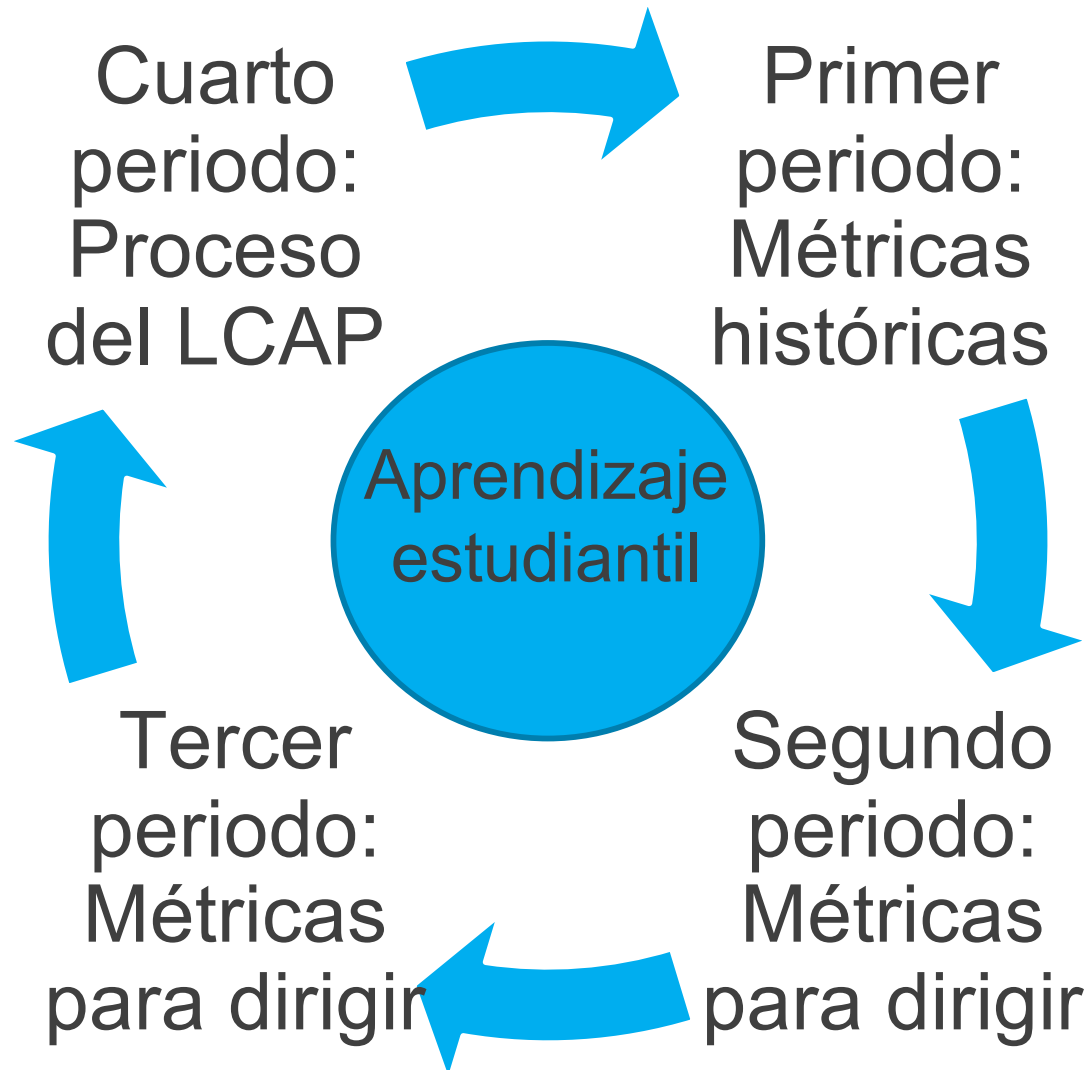 Cuarto
periodo:
Proceso
del LCAP
Primer
periodo:
Métricas
históricas
Aprendizaje
estudiantil
Tercer
periodo:
Métricas
para dirigir
Segundo
periodo:
Métricas
para dirigir